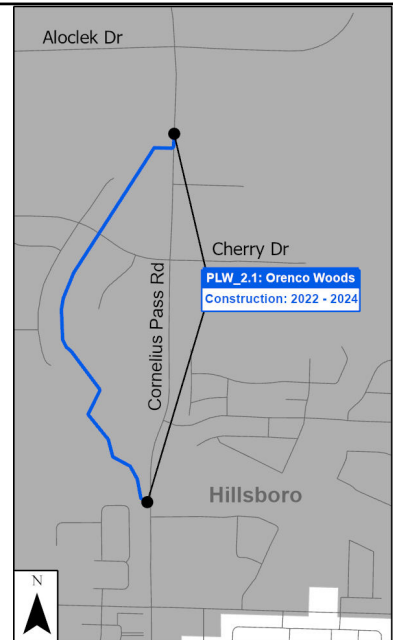 Aloclek Dr
Cherry Dr
PLW_2.1: Orenco Woods
Construction: 2022 - 2024
Cornelius Pass Rd
Hillsboro
N